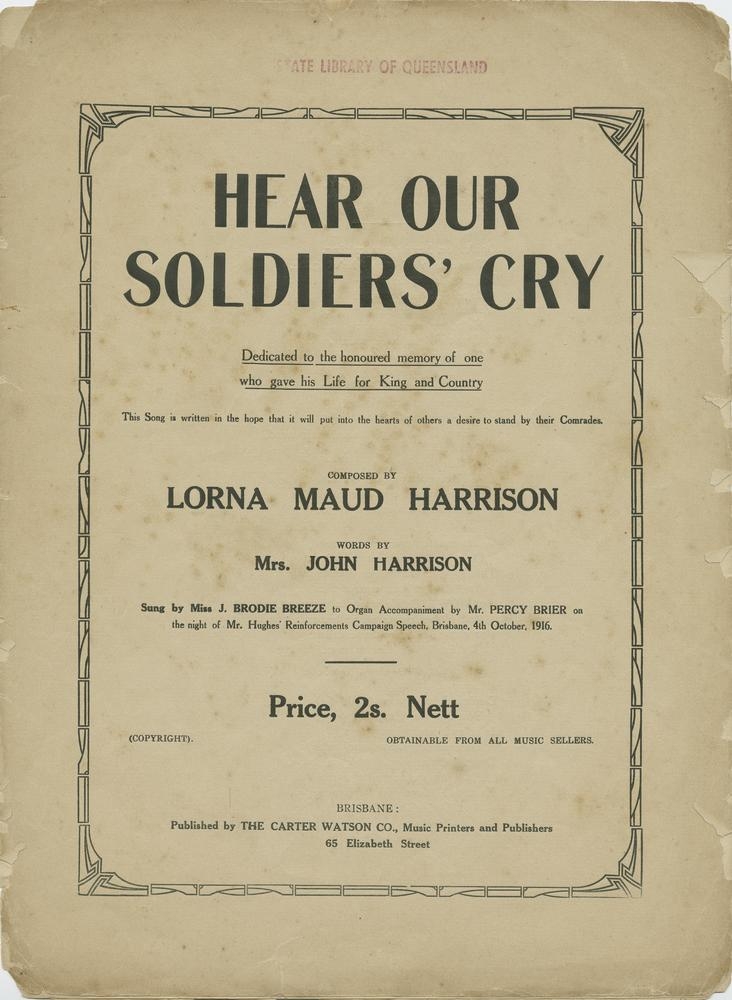 STATE LIBRARY OF QUEENSLAND
HEAR OUR
SOLDIERS' CRY
Dedicated to the honoured memory of one
who gave his Life for King and Country
This Song is written in the hope that it will put into the hearts of others a desire to stand by their Comrades.
COMPOSED BY
LORNA MAUD HARRISON
WORDS BY
Mrs. JOHN HARRISON
Sung by Miss J. BRODIE BREEZE to Organ Accompaniment by Mr. PERCY BRIER on
the night of Mr. Hughes' Reinforcements Campaign Speech, Brisbane, 4th October, 1916.
Price, 2s. Nett
(COPYRIGHT). OBTAINABLE FROM ALL MUSIC SELLERS.
BRISBANE:
Published by THE CARTER WATSON CO., Music Printers and Publishers
65 Elizabeth Street